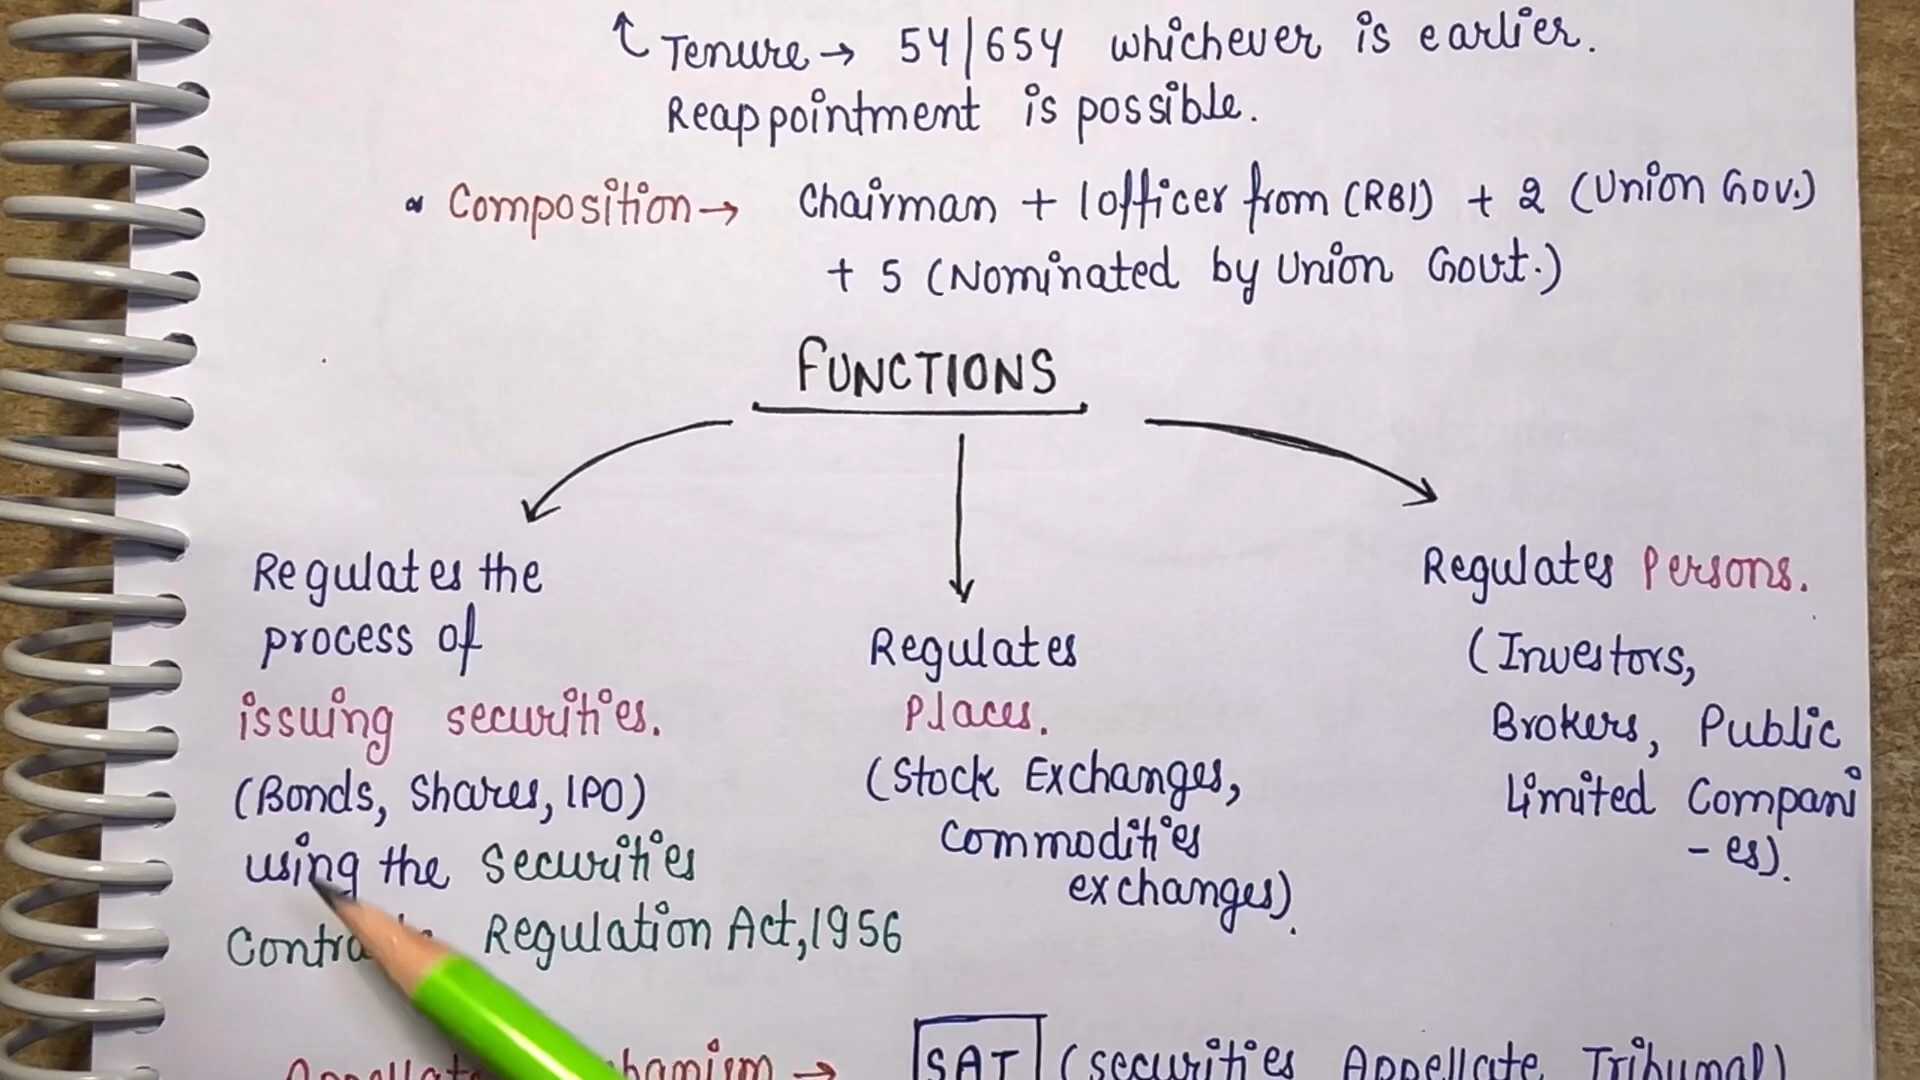 Tenure → 5Y/65Y whichever is earlier.
Reappointment is possible.
Composition → Chairman + 1 officer from (RBI) + 2 (Union Gov.)
+ 5 (Nominated by Union Govt.)
FUNCTIONS
Regulates the
process of
issuing securities.
(Bonds, Shares, IPO)
using the Securities
Regulation Act, 1956
Regulates
Places.
(Stock Exchanges,
Commodities
exchanges).
Regulates Persons.
(Investors,
Brokers, Public
Limited Compani
- es).
→ SAT (Securities Appellate Tribunal)